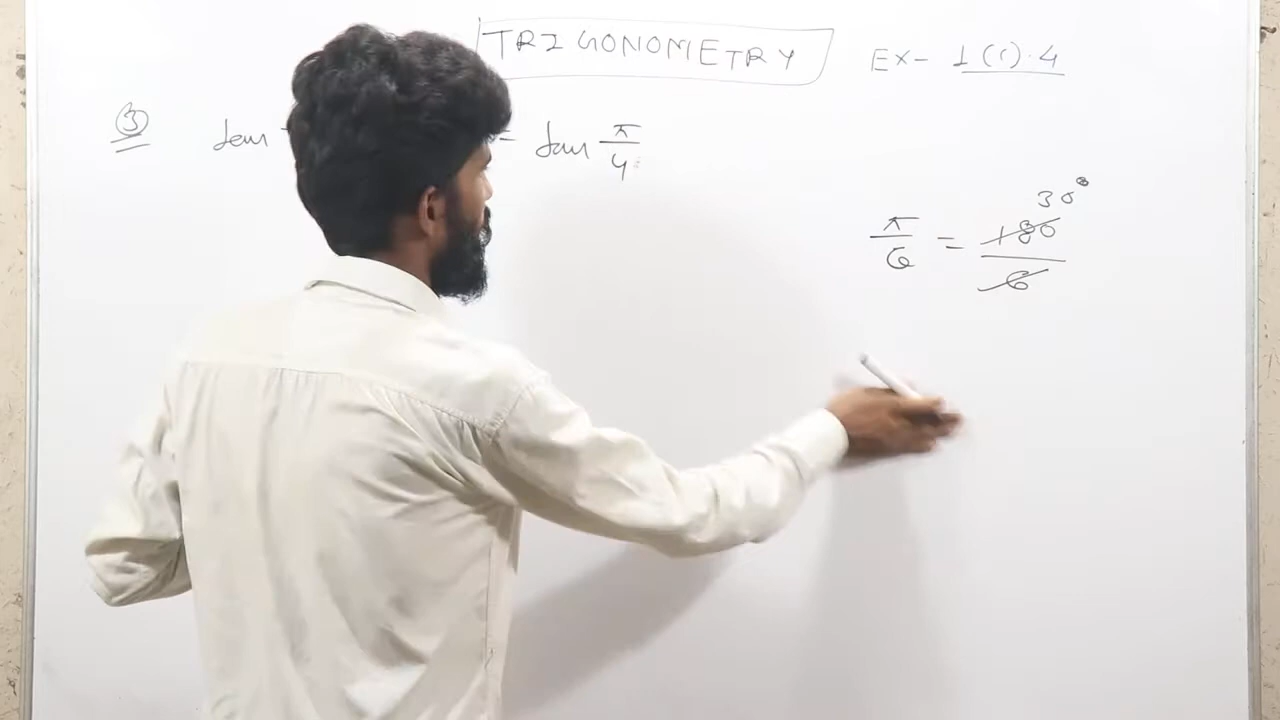 TRIGONOMETRY
Ex- 1(c).4
③ tan = tan π/4
π/6 = 180/6 30°